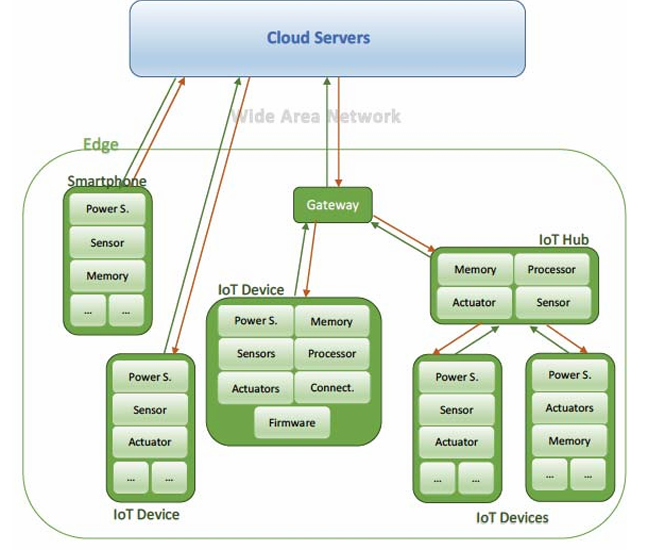 Cloud Servers
Wide Area Network
Edge
Smartphone
Power S.
Sensor
Memory
... ...
Gateway
IoT Hub
Memory Processor
Actuator Sensor
IoT Device
Power S. Memory
Sensors Processor
Actuators Connect.
Firmware
Power S.
Sensor
Actuator
... ...
IoT Device
Power S.
Sensor
Actuator
... ...
Power S.
Actuators
Memory
... ...
IoT Devices